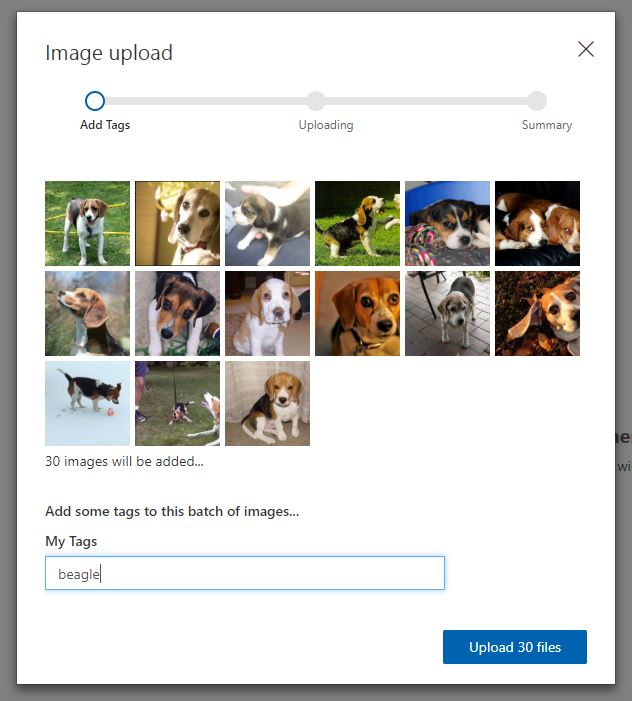 Image upload
Add Tags
Uploading
Summary
30 images will be added...
Add some tags to this batch of images...
My Tags
beagle
Upload 30 files